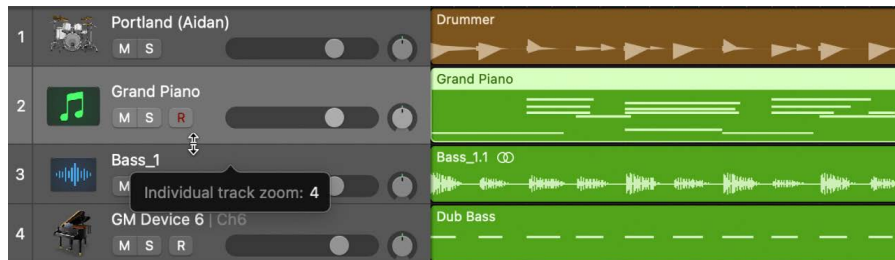 1
Portland (Aidan)
M S
Drummer
2
Grand Piano
M S R
Grand Piano
3
Bass_1
M
Bass_1.1
Individual track zoom: 4
4
GM Device 6 | Ch6
M S R
Dub Bass